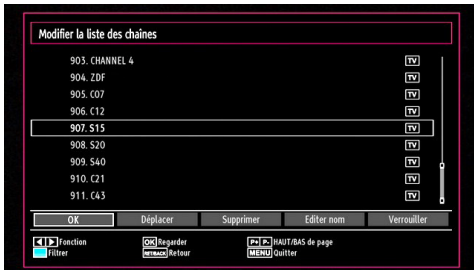 Modifier la liste des chaînes
903. CHANNEL 4 TV
904. ZDF TV
905. C07 TV
906. C12 TV
907. S15 TV
908. S20 TV
909. S40 TV
910. C21 TV
911. C43 TV
OK Déplacer Supprimer Editer nom Verrouiller
Fonction OK Regarder P+ P- HAUT/BAS de page
Filtrer RET/BACK Retour MENU Quitter